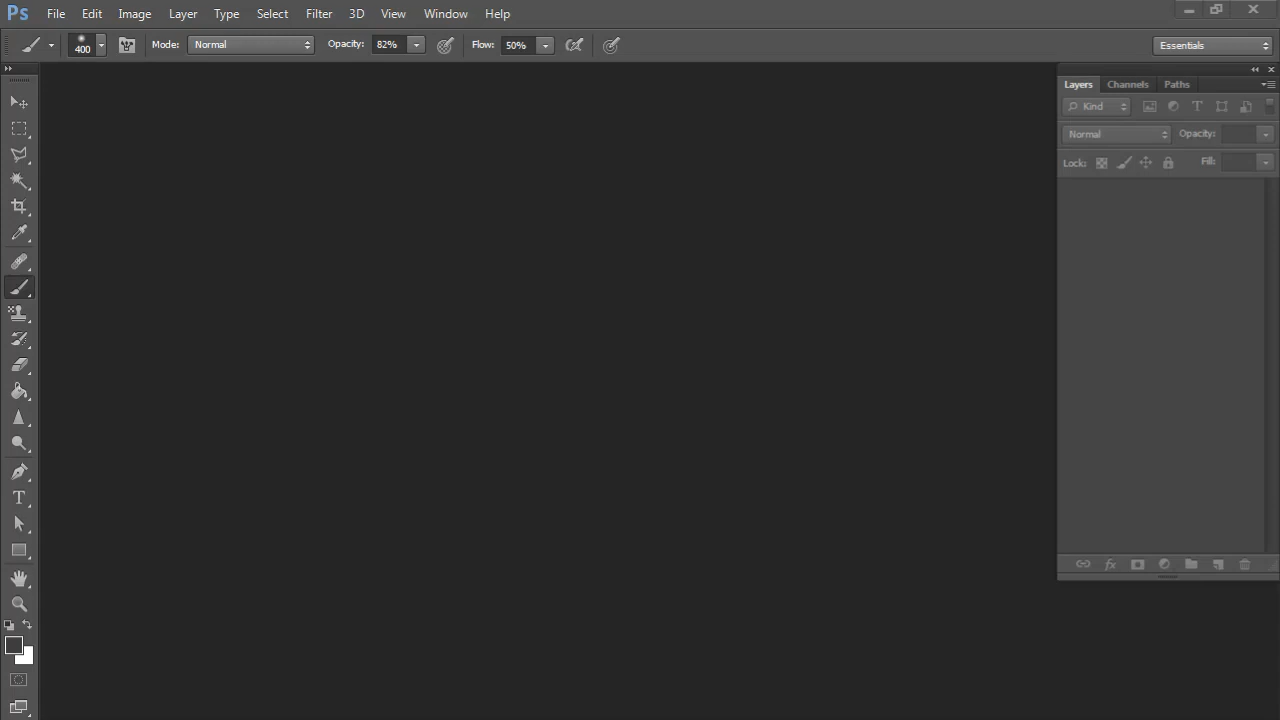 Ps File Edit Image Layer Type Select Filter 3D View Window Help
400 Mode: Normal Opacity: 82% Flow: 50% Essentials
Layers Channels Paths
Kind
Normal Opacity:
Lock: Fill:
fx